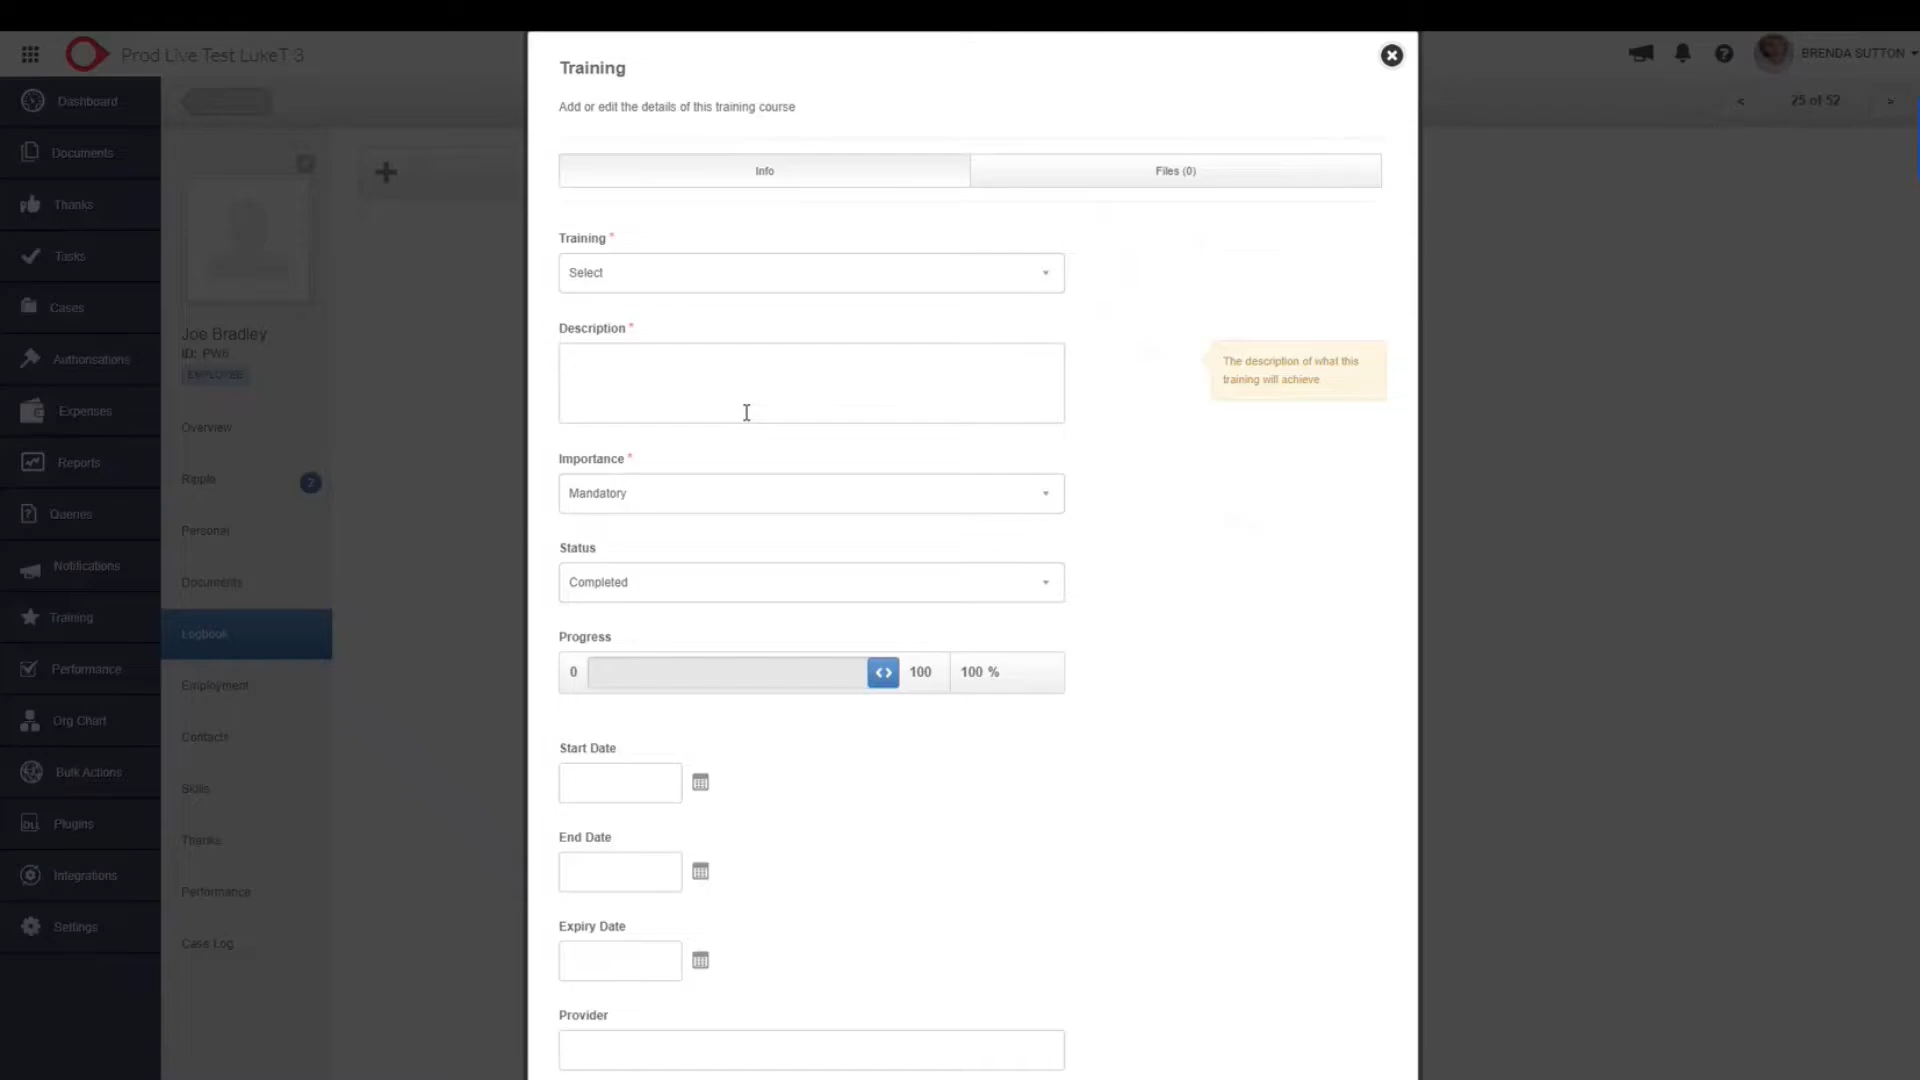 Prod Live Test LukeT 3
BRENDA SUTTON
Dashboard
Documents
Thanks
Tasks
Cases
Authorisations
Expenses
Reports
Queries
Notifications
Training
Performance
Org Chart
Bulk Actions
Plugins
Integrations
Settings
Joe Bradley
ID: PW6
EMPLOYEE
Overview
Ripple
2
Personal
Documents
Logbook
Employment
Contacts
Skills
Thanks
Performance
Case Log
< 25 of 52 >
Training
Add or edit the details of this training course
Info
Files (0)
Training *
Select
Description *
The description of what this
training will achieve
Importance *
Mandatory
Status
Completed
Progress
0 100 100 %
Start Date
End Date
Expiry Date
Provider